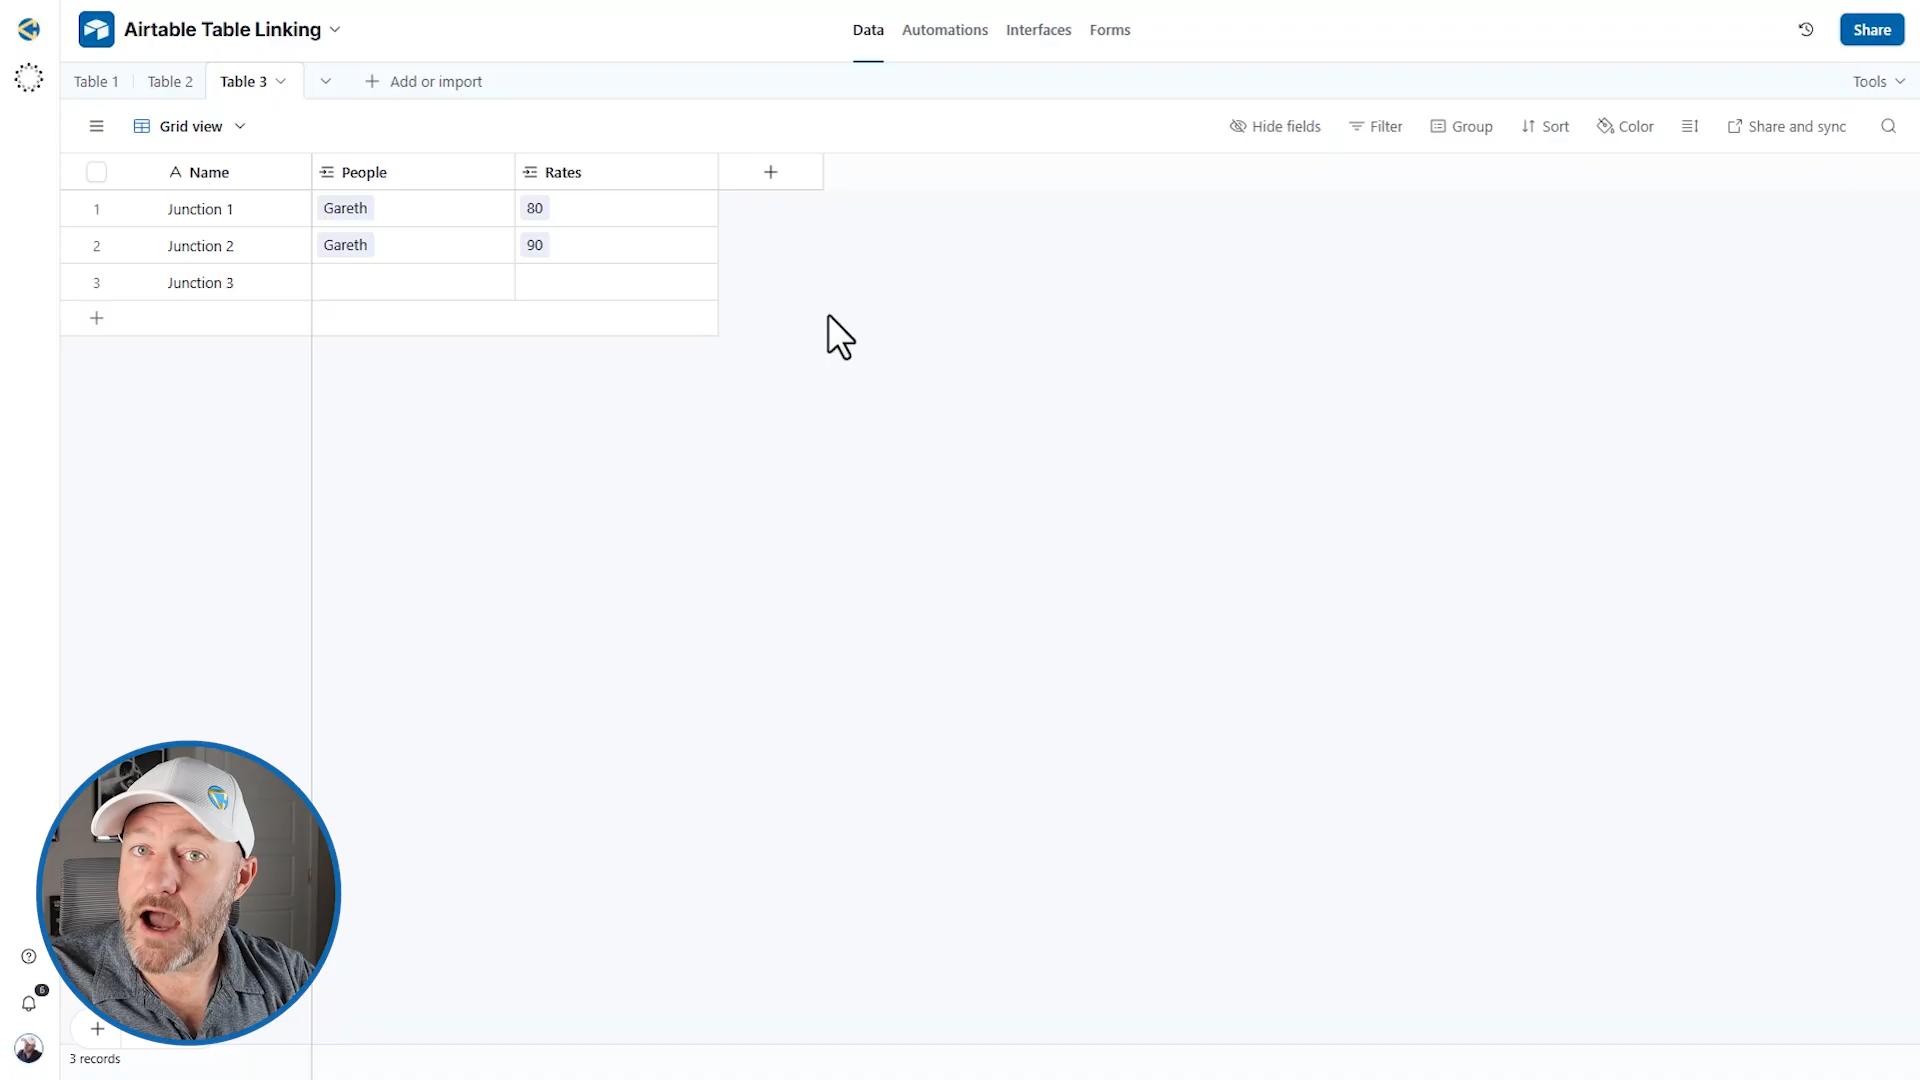 Airtable Table Linking
Data Automations Interfaces Forms
Share
Table 1 Table 2 Table 3 Add or import
Tools
Grid view
Hide fields Filter Group Sort Color Share and sync
Name People Rates
1 Junction 1 Gareth 80
2 Junction 2 Gareth 90
3 Junction 3
6
3 records